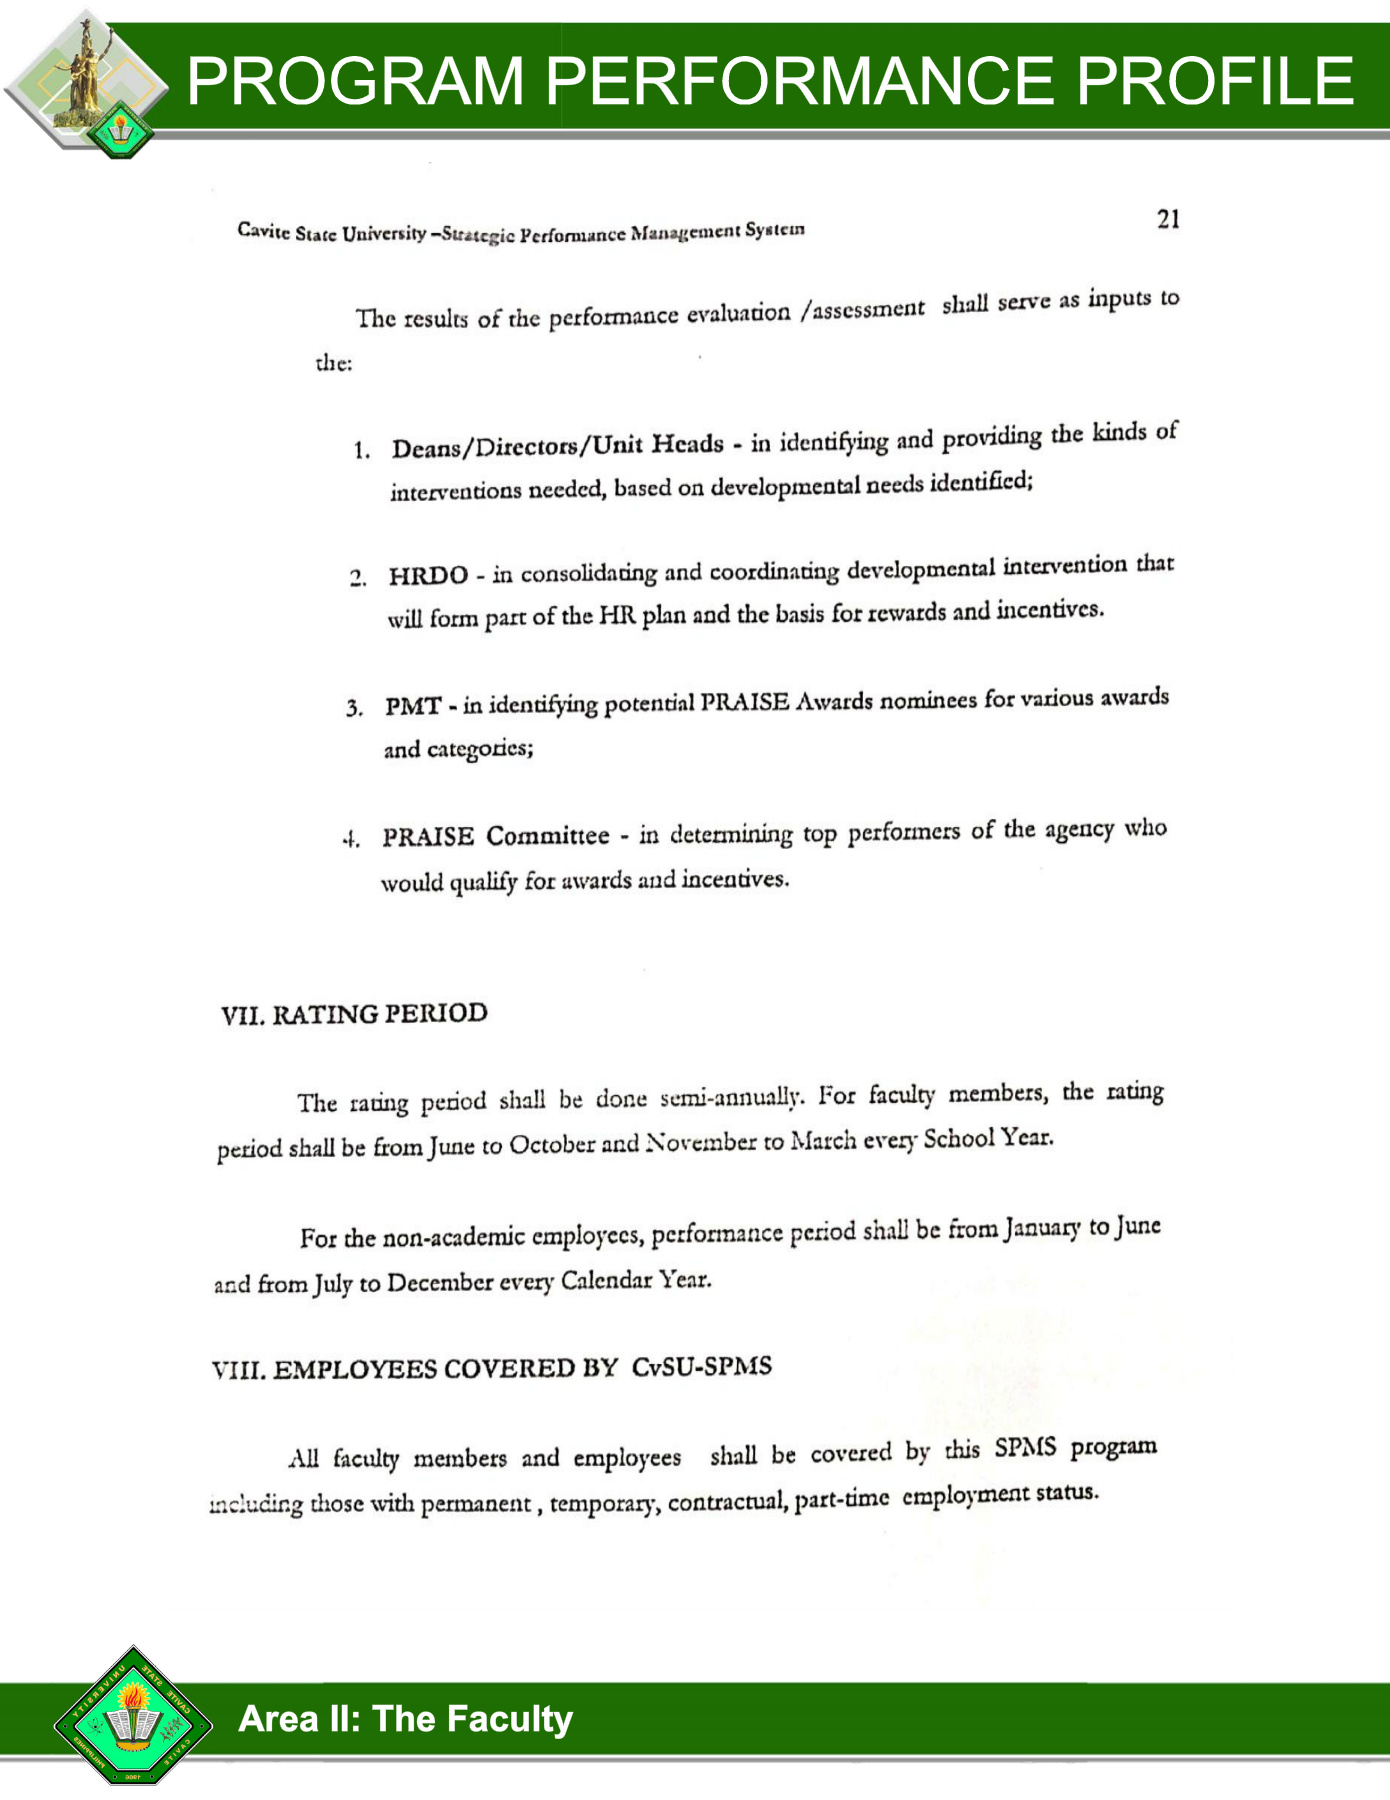 PROGRAM PERFORMANCE PROFILE
Cavite State University –Strategic Performance Management System
21
The results of the performance evaluation /assessment shall serve as inputs to
the:
1. Deans/Directors/Unit Heads - in identifying and providing the kinds of
interventions needed, based on developmental needs identified;
2. HRDO - in consolidating and coordinating developmental intervention that
will form part of the HR plan and the basis for rewards and incentives.
3. PMT - in identifying potential PRAISE Awards nominees for various awards
and categories;
4. PRAISE Committee - in determining top performers of the agency who
would qualify for awards and incentives.
VII. RATING PERIOD
The rating period shall be done semi-annually. For faculty members, the rating
period shall be from June to October and November to March every School Year.
For the non-academic employees, performance period shall be from January to June
and from July to December every Calendar Year.
VIII. EMPLOYEES COVERED BY CvSU-SPMS
All faculty members and employees shall be covered by this SPMS program
including those with permanent , temporary, contractual, part-time employment status.
CAVITE STATE UNIVERSITY
CAVITE
PHILIPPINES
1906
Area II: The Faculty